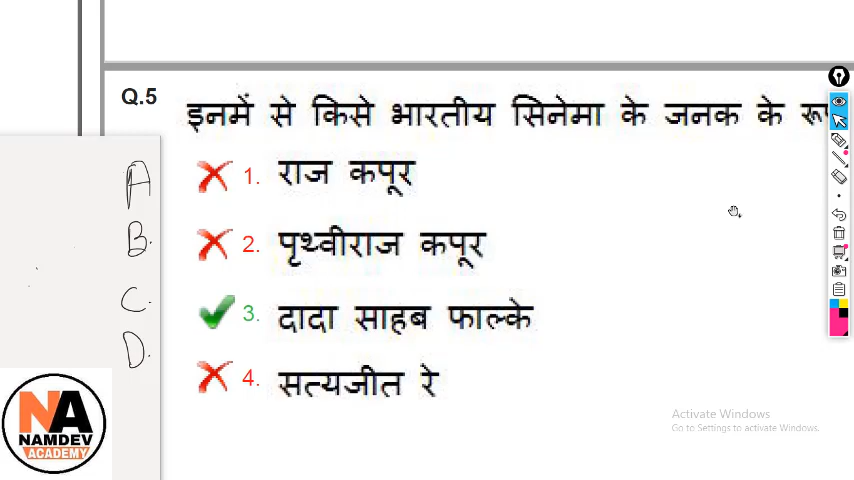 Q.5
इनमें से किसे भारतीय सिनेमा के जनक के
1. राज कपूर
A
2. पृथ्वीराज कपूर
B.
3. दादा साहब फाल्के
C.
4. सत्यजीत रे
D.
NA
NAMDEV
ACADEMY
Activate Windows
Go to Settings to activate Windows.